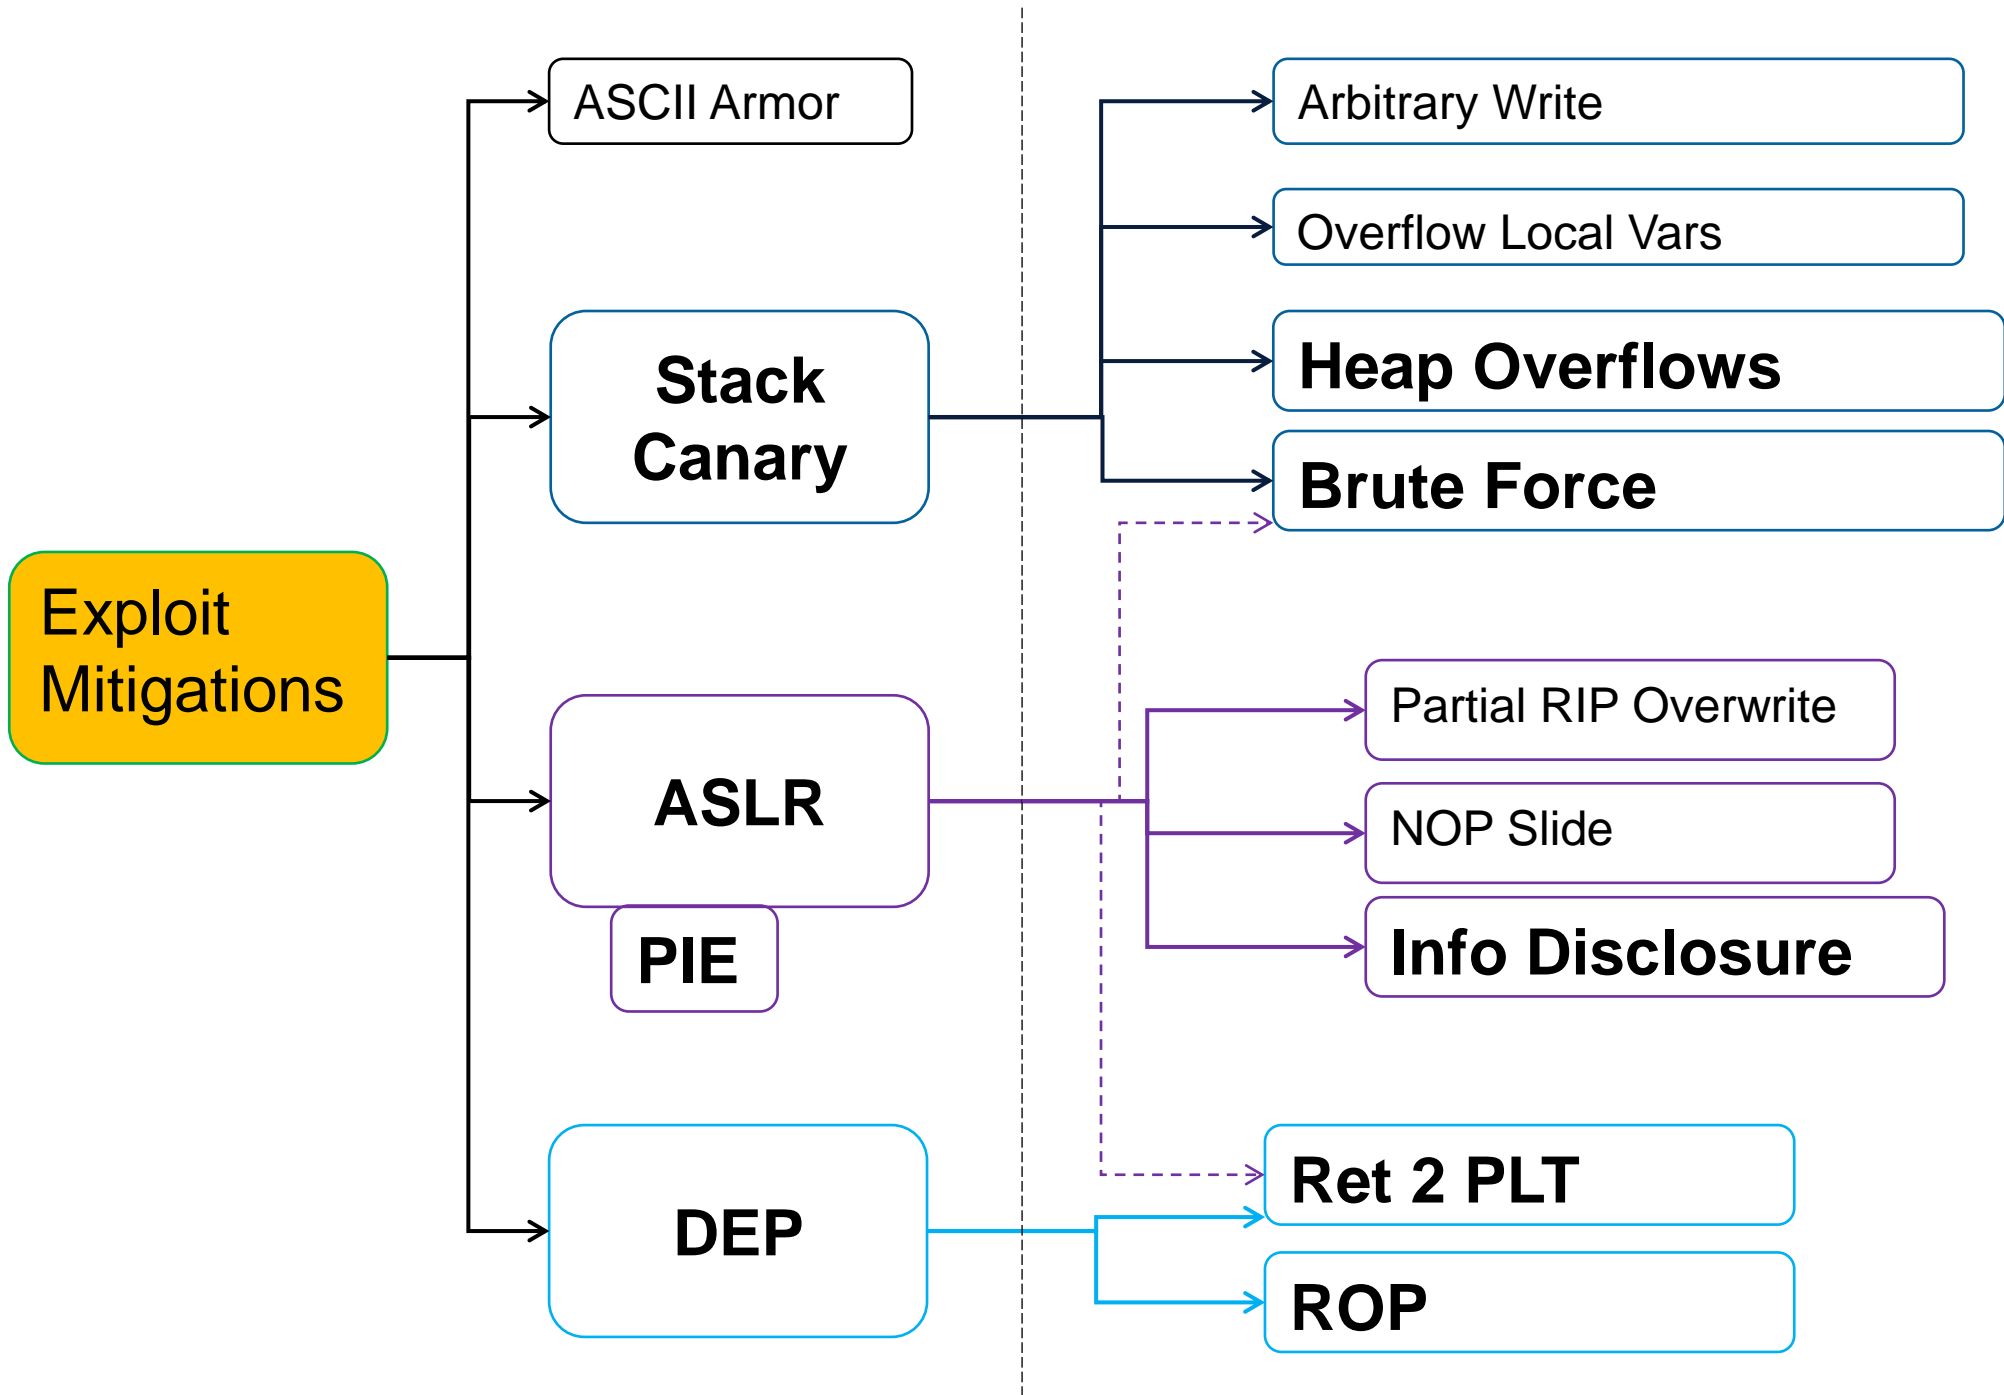 Exploit
Mitigations
ASCII Armor
Stack
Canary
ASLR
PIE
DEP
Arbitrary Write
Overflow Local Vars
Heap Overflows
Brute Force
Partial RIP Overwrite
NOP Slide
Info Disclosure
Ret 2 PLT
ROP